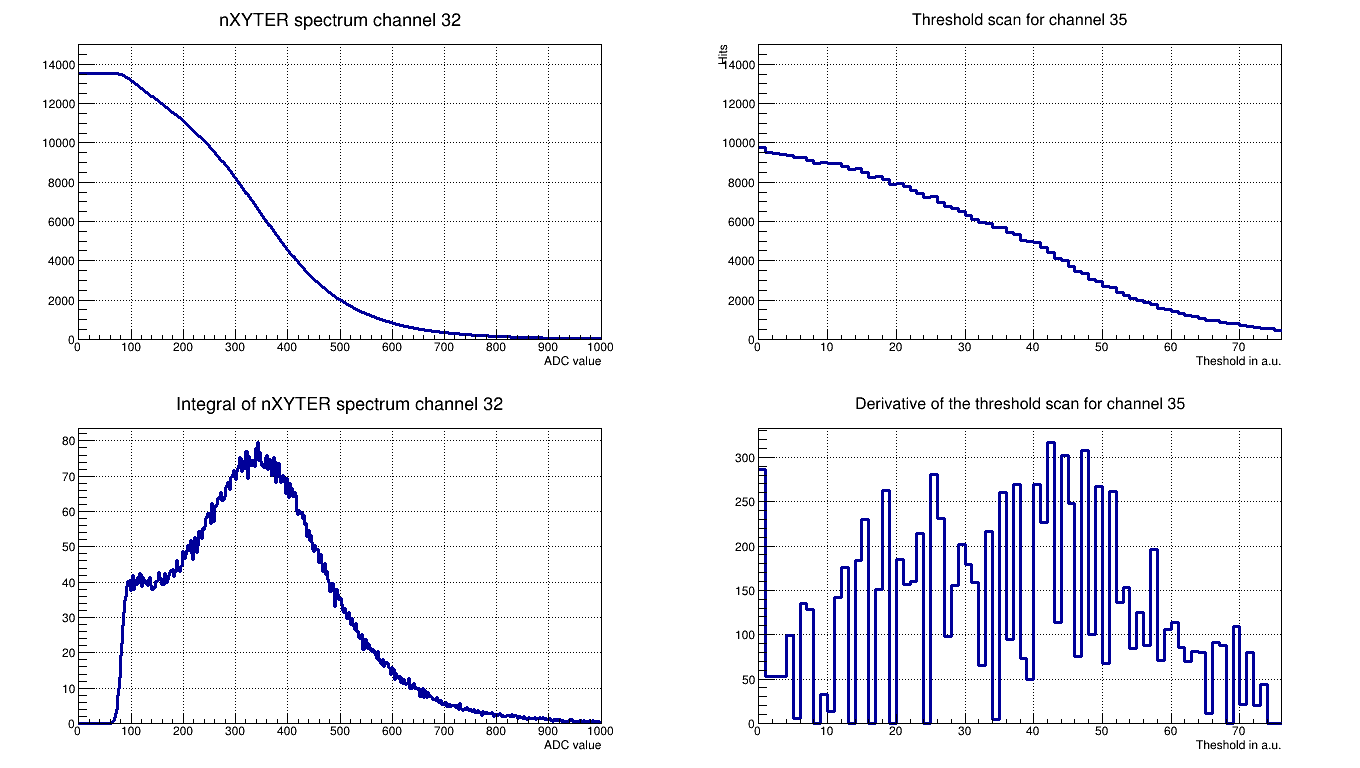 nXYTER spectrum channel 32
14000
12000
10000
8000
6000
4000
2000
0
0 100 200 300 400 500 600 700 800 900 1000
ADC value
Threshold scan for channel 35
Hits
14000
12000
10000
8000
6000
4000
2000
0
0 10 20 30 40 50 60 70
Theshold in a.u.
Integral of nXYTER spectrum channel 32
80
70
60
50
40
30
20
10
0
0 100 200 300 400 500 600 700 800 900 1000
ADC value
Derivative of the threshold scan for channel 35
300
250
200
150
100
50
0
0 10 20 30 40 50 60 70
Theshold in a.u.